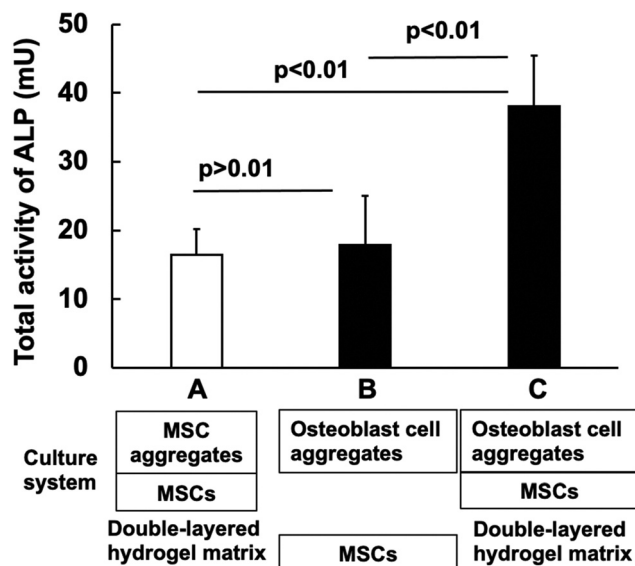 Total activity of ALP (mU)
50
40
30
20
10
0
p<0.01
p<0.01
p>0.01
A B C
Culture
system
MSC
aggregates
MSCs
Double-layered
hydrogel matrix
Osteoblast cell
aggregates
MSCs
Osteoblast cell
aggregates
MSCs
Double-layered
hydrogel matrix